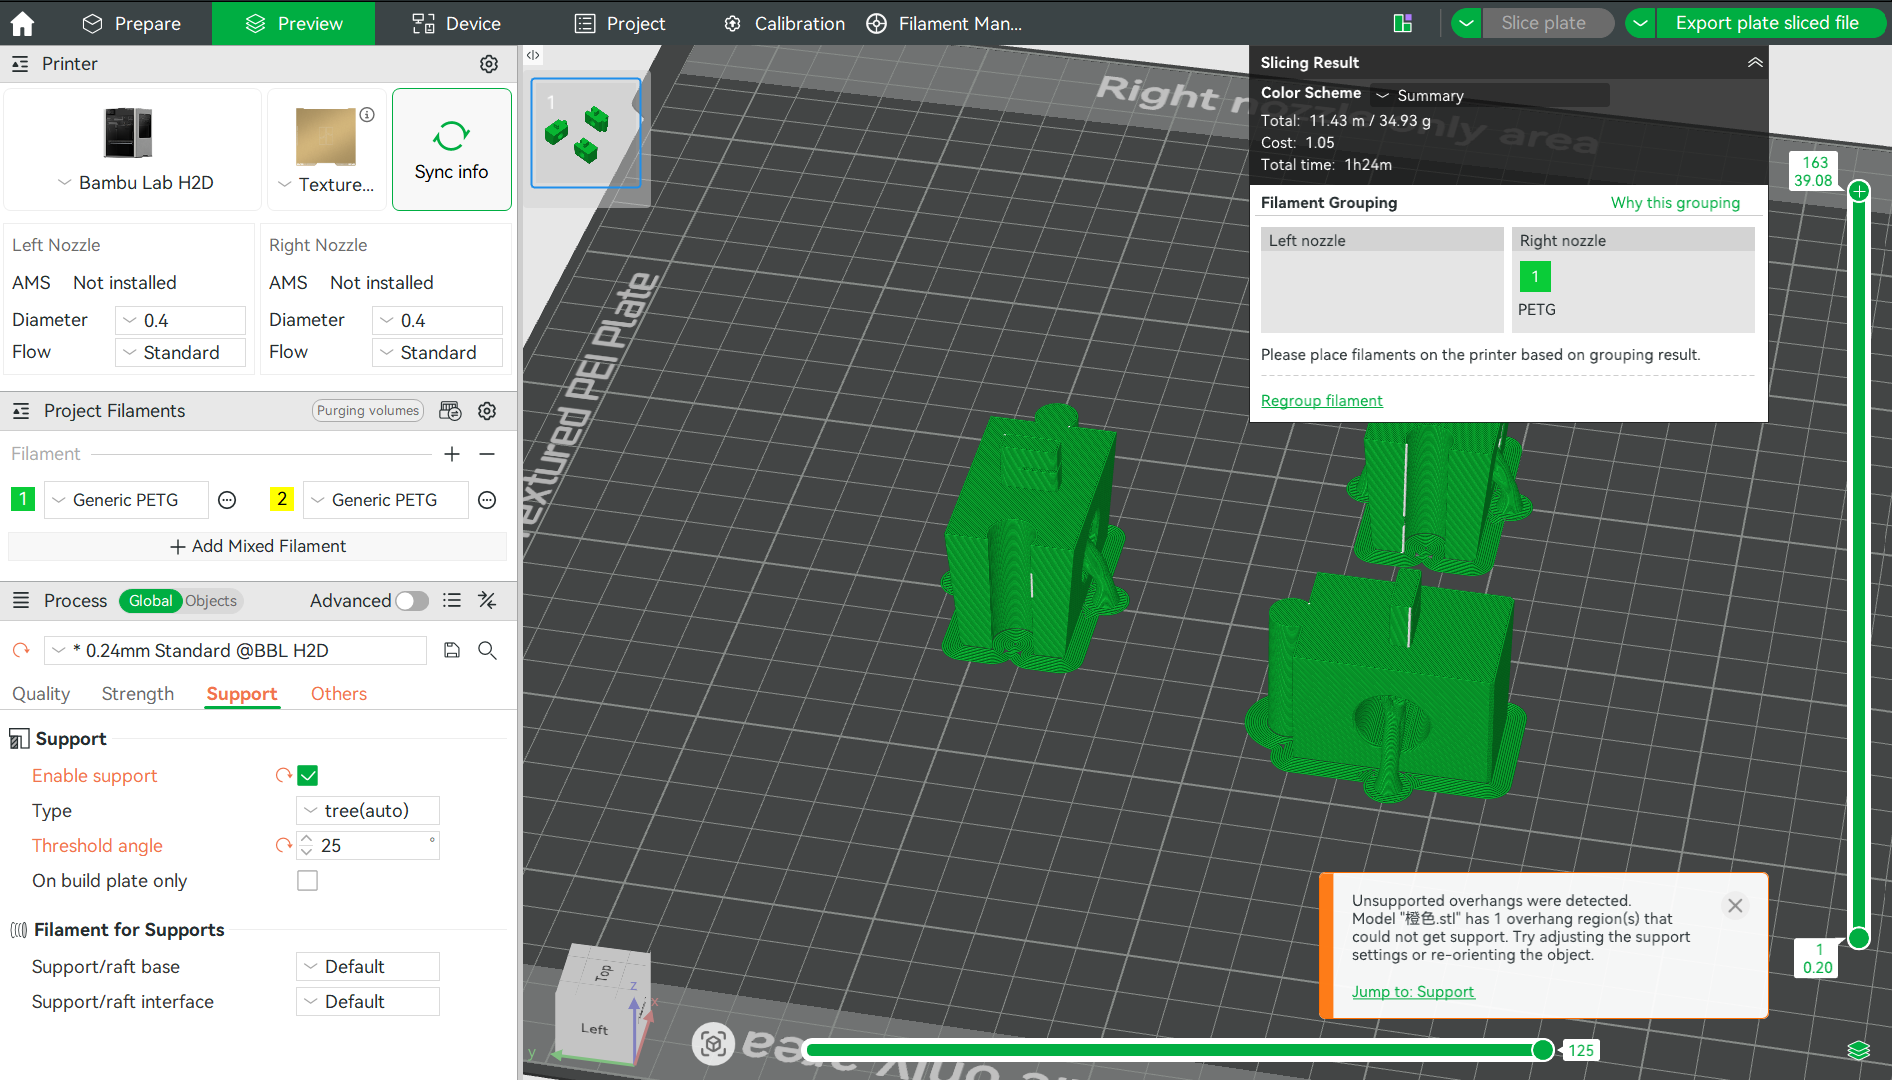 Prepare
Preview
Device
Project
Calibration
Filament Man...
Slice plate
Export plate sliced file
Printer
Bambu Lab H2D
Texture...
Sync info
Left Nozzle
AMS Not installed
Diameter 0.4
Flow Standard
Right Nozzle
AMS Not installed
Diameter 0.4
Flow Standard
Project Filaments
Purging volumes
Filament
1 Generic PETG
2 Generic PETG
Add Mixed Filament
Process
Global Objects
Advanced
* 0.24mm Standard @BBL H2D
Quality
Strength
Support
Others
Support
Enable support
Type tree(auto)
Threshold angle 25 °
On build plate only
Filament for Supports
Support/raft base Default
Support/raft interface Default
1
Textured PEI Plate
Right nozzle only area
Slicing Result
Color Scheme Summary
Total: 11.43 m / 34.93 g
Cost: 1.05
Total time: 1h24m
Filament Grouping
Why this grouping
Left nozzle
Right nozzle
1
PETG
Please place filaments on the printer based on grouping result.
Regroup filament
163
39.08
1
0.20
Unsupported overhangs were detected.
Model "橙色.stl" has 1 overhang region(s) that
could not get support. Try adjusting the support
settings or re-orienting the object.
Jump to: Support
Top
Left
z
x
y
125